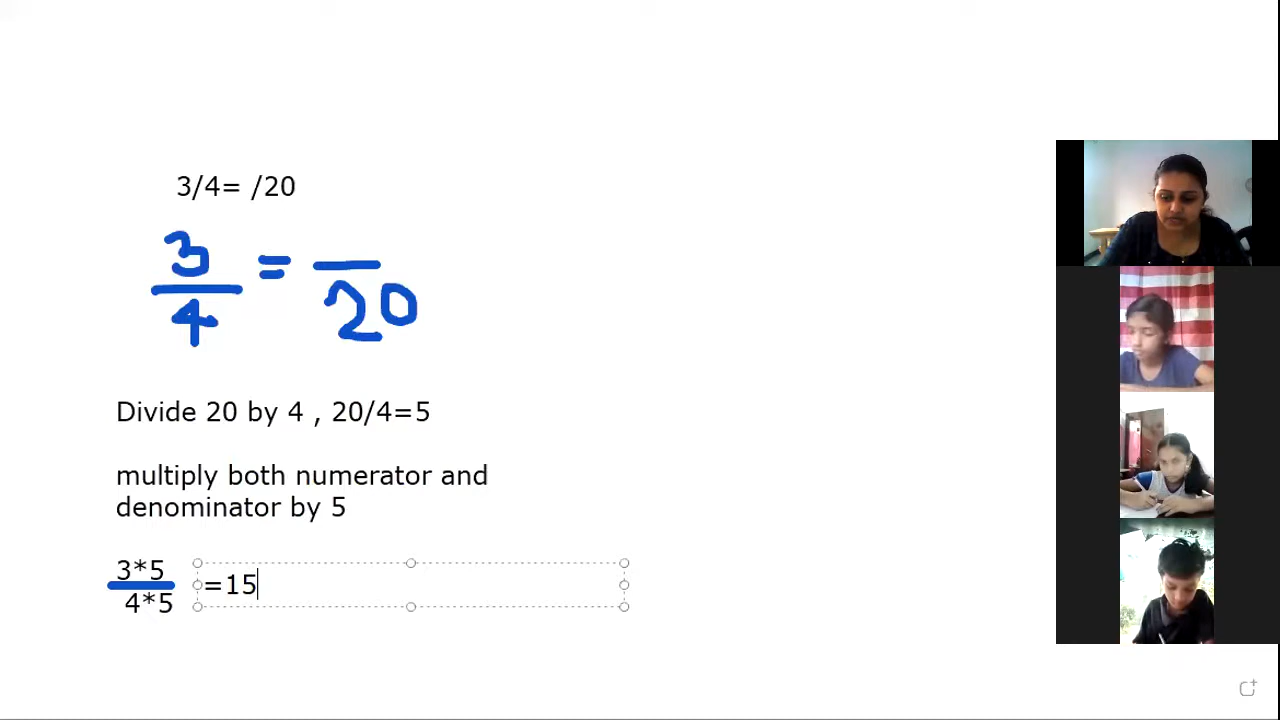 3/4= /20
3/4 = /20
Divide 20 by 4 , 20/4=5
multiply both numerator and
denominator by 5
3*5
=15
4*5